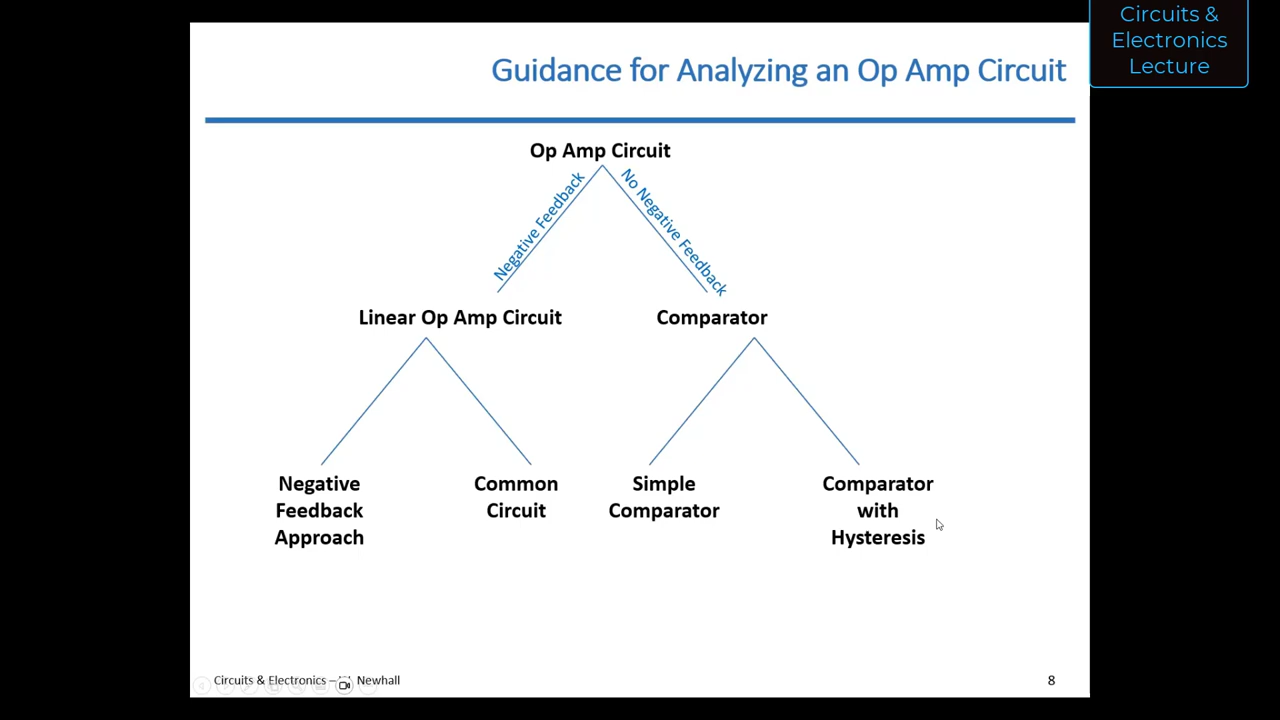 Circuits &
Electronics
Lecture
Guidance for Analyzing an Op Amp Circuit
Op Amp Circuit
Negative Feedback
No Negative Feedback
Linear Op Amp Circuit
Comparator
Negative
Feedback
Approach
Common
Circuit
Simple
Comparator
Comparator
with
Hysteresis
Circuits & Electronics – Newhall
8